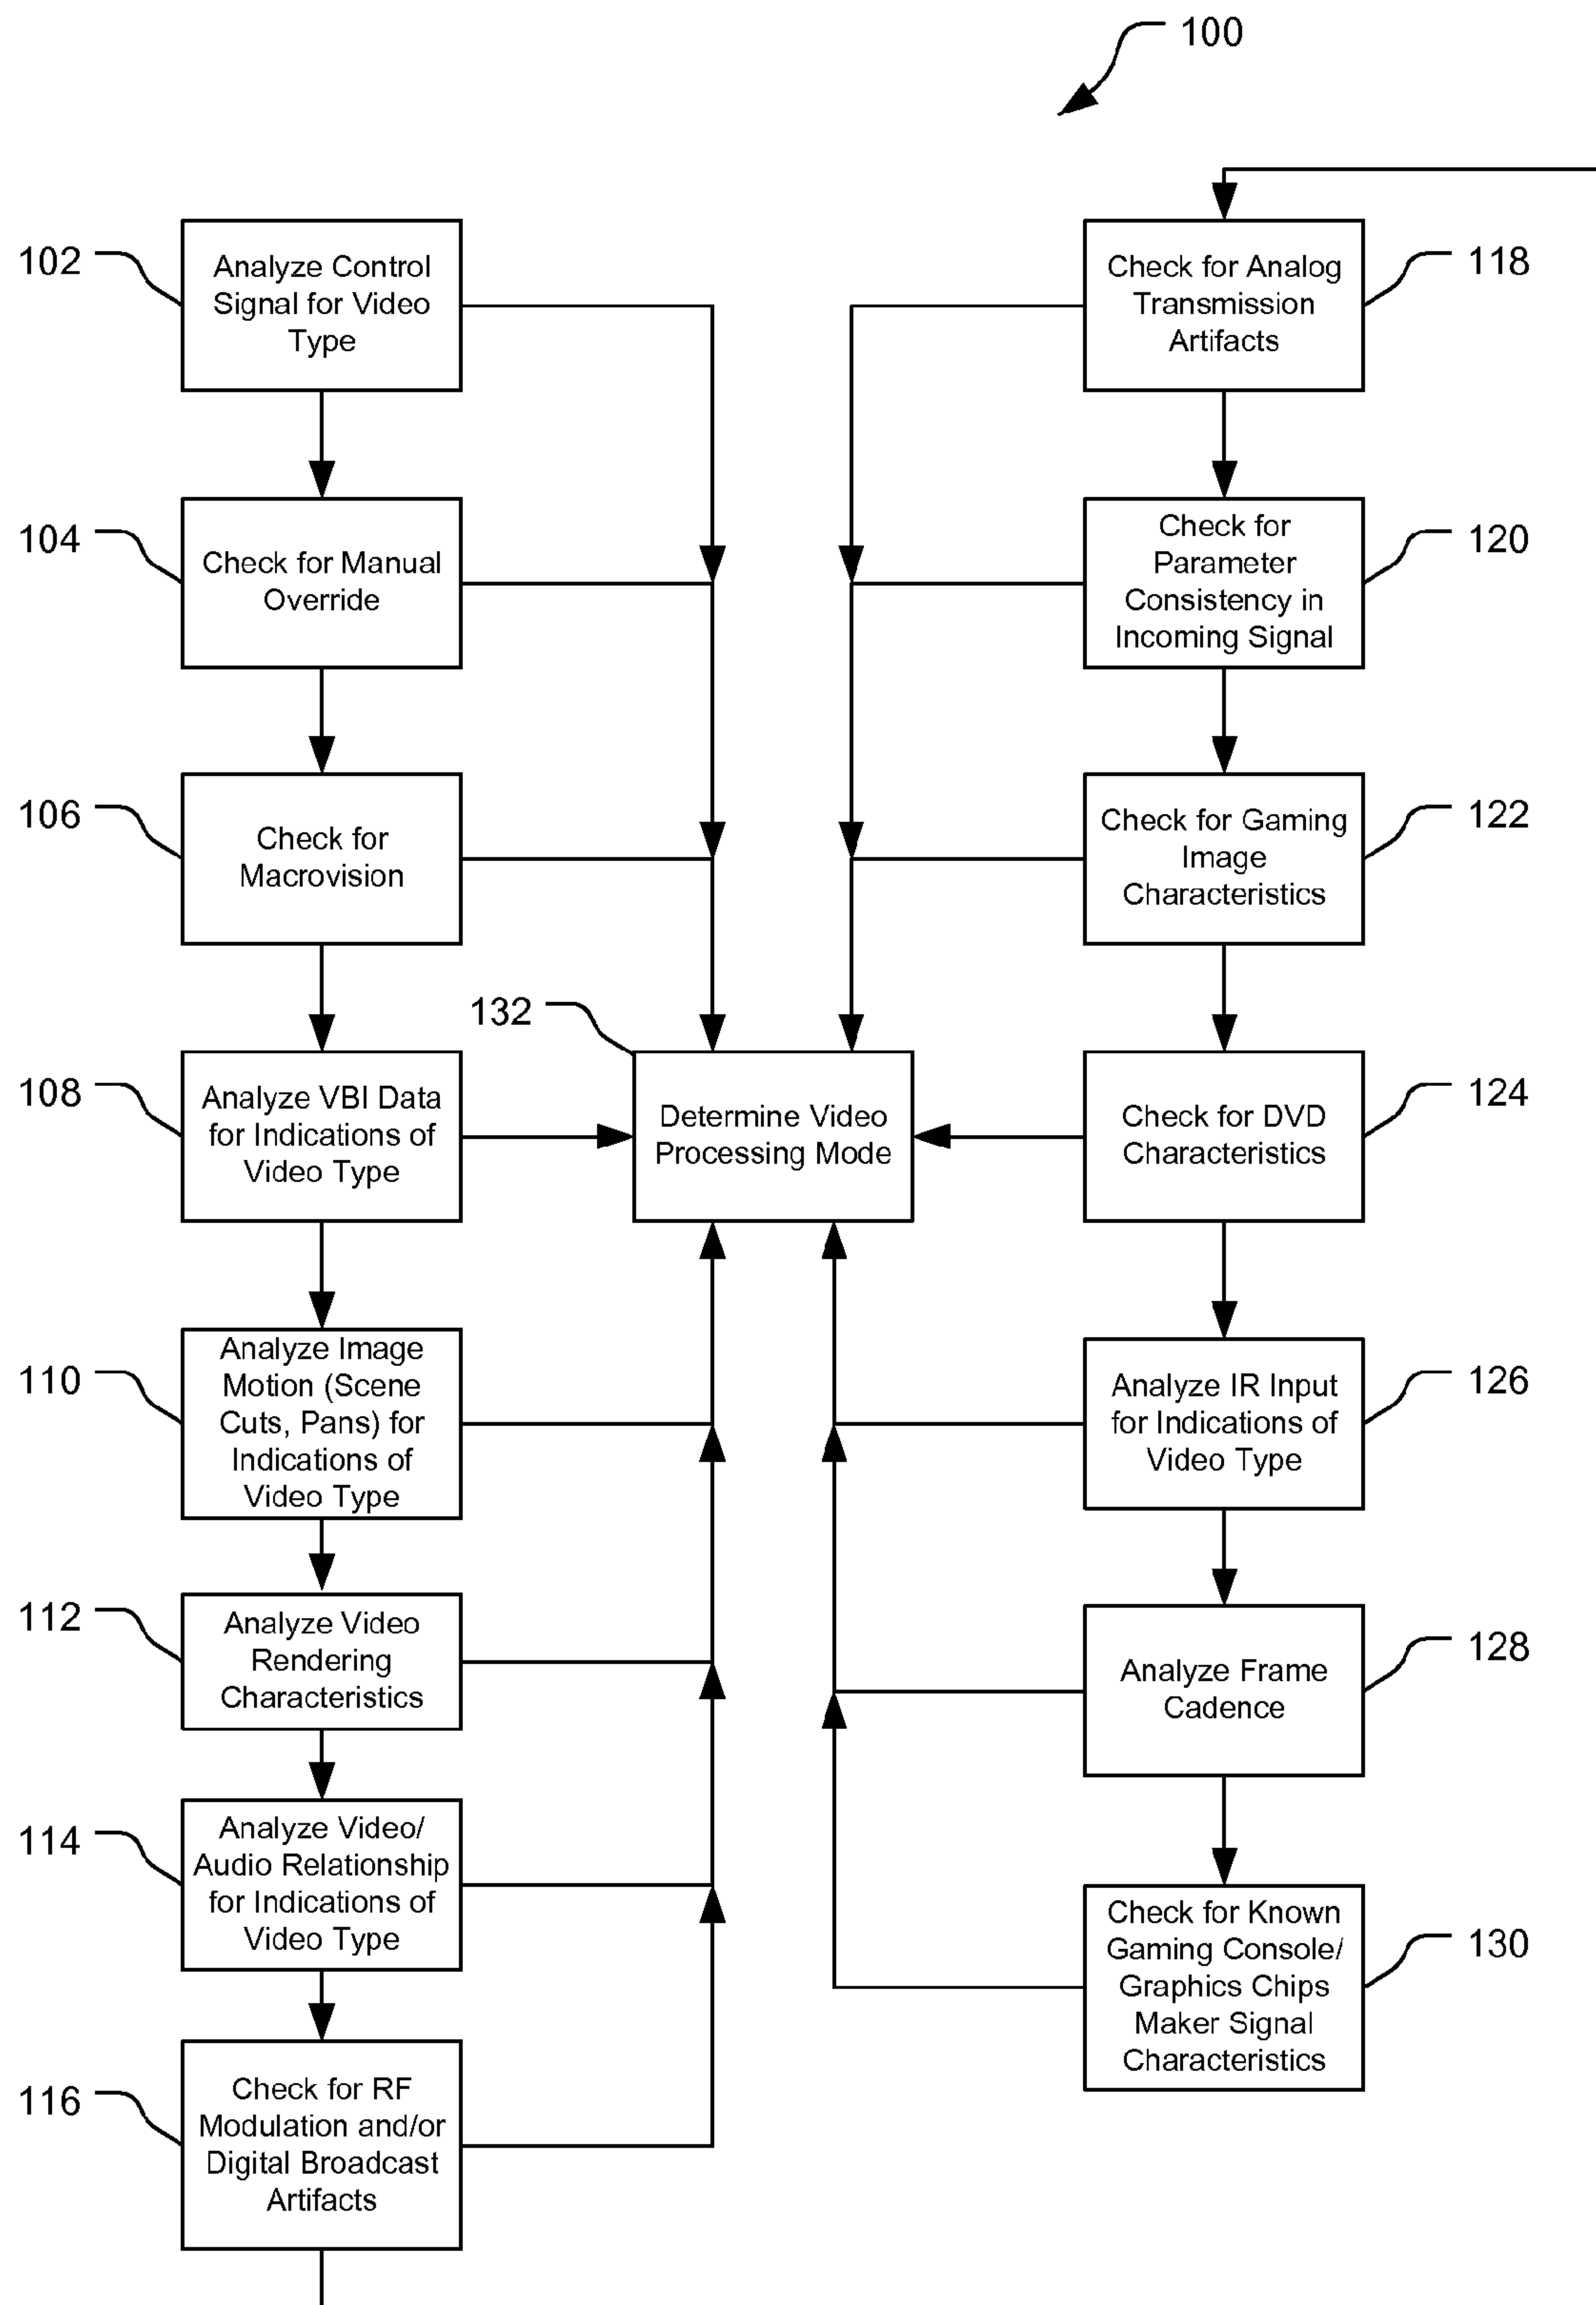 100
102
Analyze Control
Signal for Video
Type
104
Check for Manual
Override
106
Check for
Macrovision
108
Analyze VBI Data
for Indications of
Video Type
110
Analyze Image
Motion (Scene
Cuts, Pans) for
Indications of
Video Type
112
Analyze Video
Rendering
Characteristics
114
Analyze Video/
Audio Relationship
for Indications of
Video Type
116
Check for RF
Modulation and/or
Digital Broadcast
Artifacts
132
Determine Video
Processing Mode
118
Check for Analog
Transmission
Artifacts
120
Check for
Parameter
Consistency in
Incoming Signal
122
Check for Gaming
Image
Characteristics
124
Check for DVD
Characteristics
126
Analyze IR Input
for Indications of
Video Type
128
Analyze Frame
Cadence
130
Check for Known
Gaming Console/
Graphics Chips
Maker Signal
Characteristics